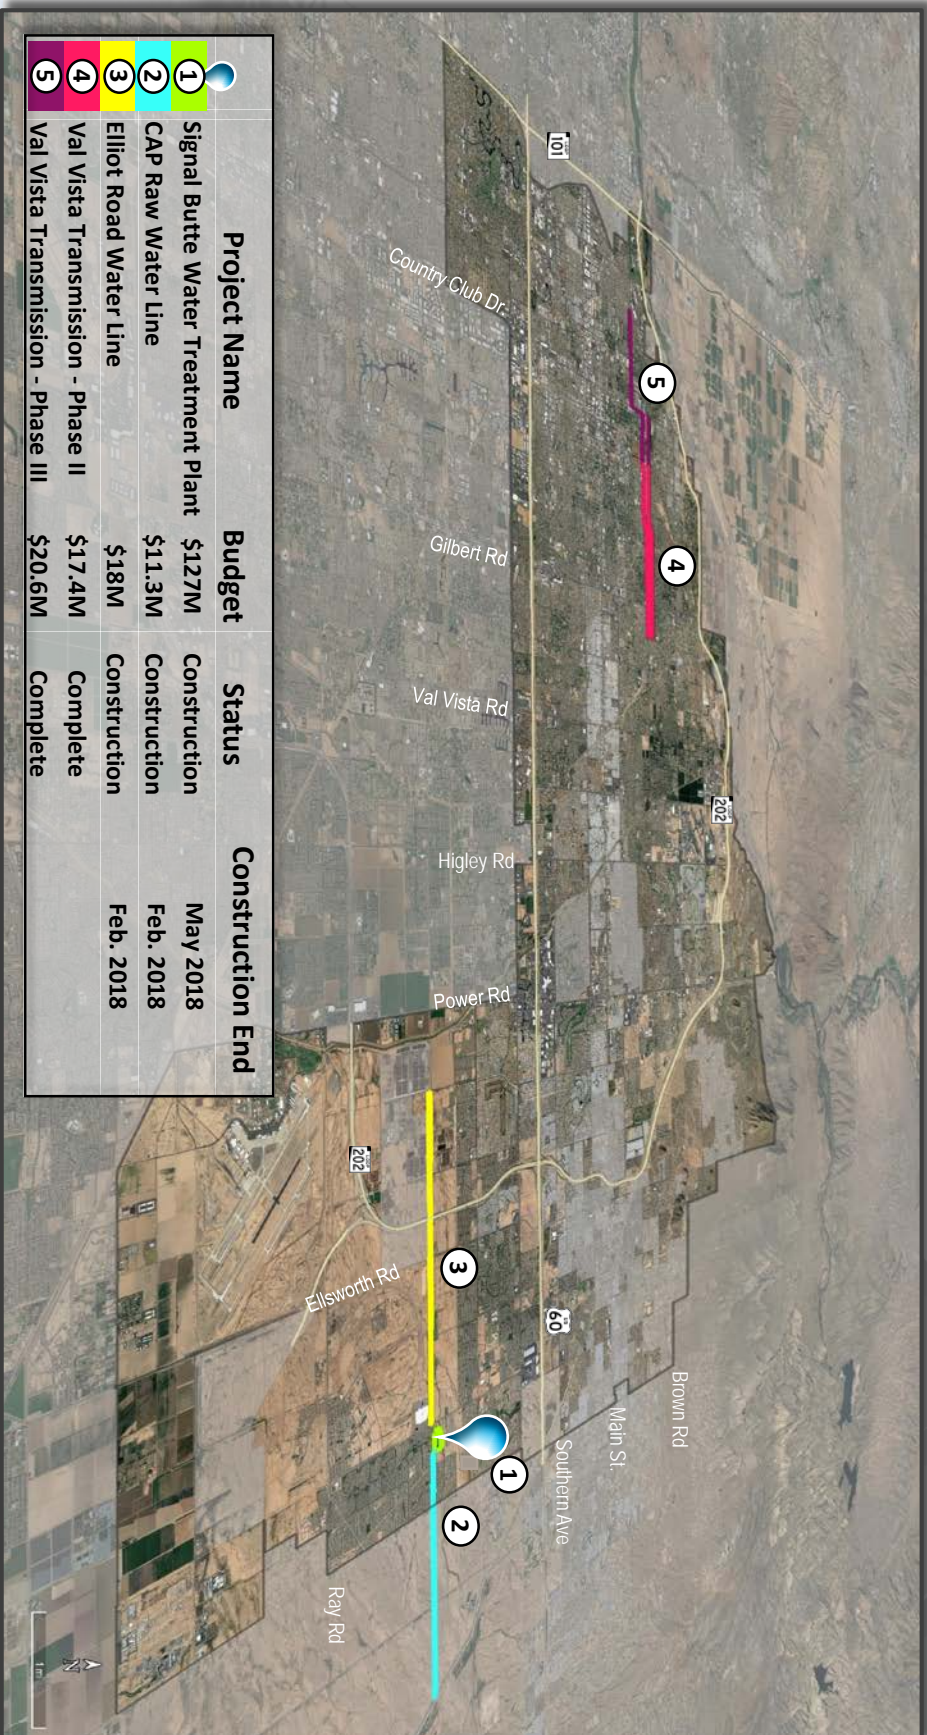 101
Country Club Dr.
5
4
Gilbert Rd
Val Vista Rd
202
Higley Rd
Power Rd
202
3
Ellsworth Rd
60
Brown Rd
Main St.
Southern Ave
1
2
Ray Rd
N
Project Name Budget Status Construction End
1 Signal Butte Water Treatment Plant $127M Construction May 2018
2 CAP Raw Water Line $11.3M Construction Feb. 2018
3 Elliot Road Water Line $18M Construction Feb. 2018
4 Val Vista Transmission - Phase II $17.4M Complete
5 Val Vista Transmission - Phase III $20.6M Complete